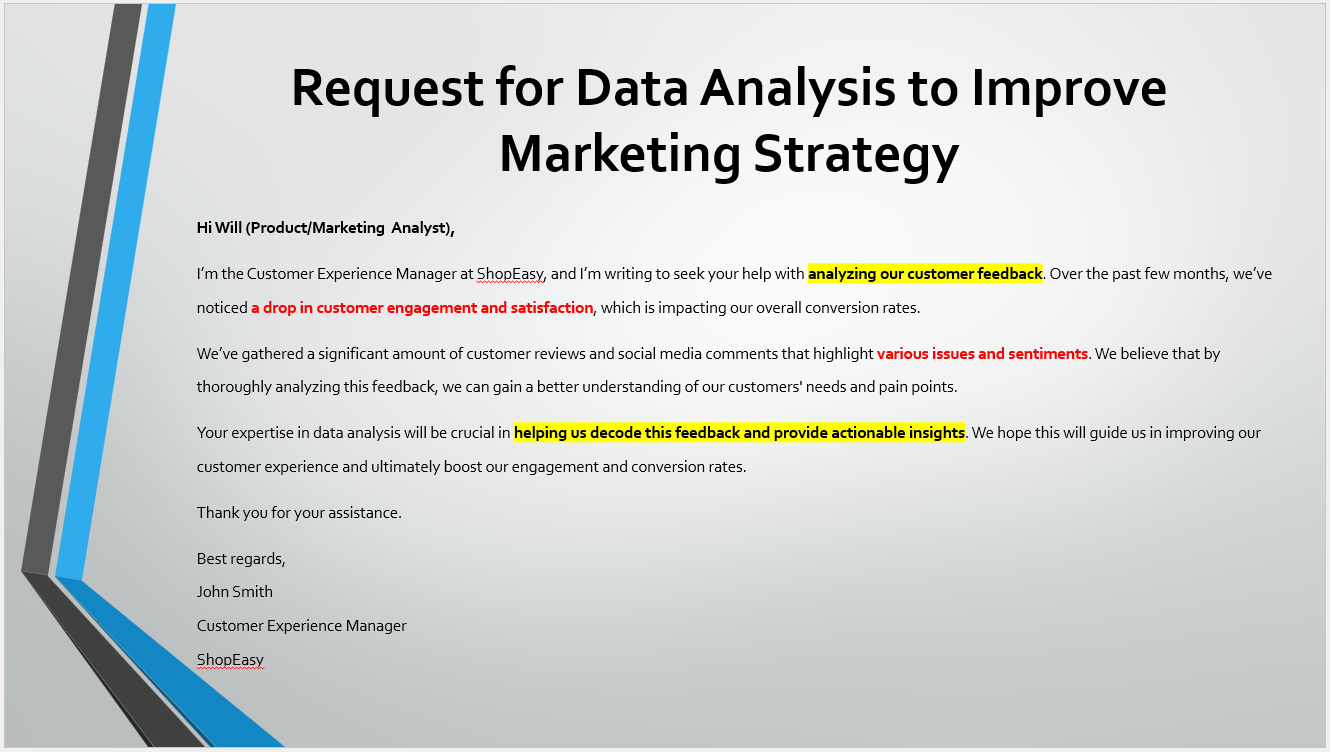 Request for Data Analysis to Improve
Marketing Strategy
Hi Will (Product/Marketing  Analyst),
I’m the Customer Experience Manager at ShopEasy, and I’m writing to seek your help with analyzing our customer feedback. Over the past few months, we’ve
noticed a drop in customer engagement and satisfaction, which is impacting our overall conversion rates.
We’ve gathered a significant amount of customer reviews and social media comments that highlight various issues and sentiments. We believe that by
thoroughly analyzing this feedback, we can gain a better understanding of our customers' needs and pain points.
Your expertise in data analysis will be crucial in helping us decode this feedback and provide actionable insights. We hope this will guide us in improving our
customer experience and ultimately boost our engagement and conversion rates.
Thank you for your assistance.
Best regards,
John Smith
Customer Experience Manager
ShopEasy